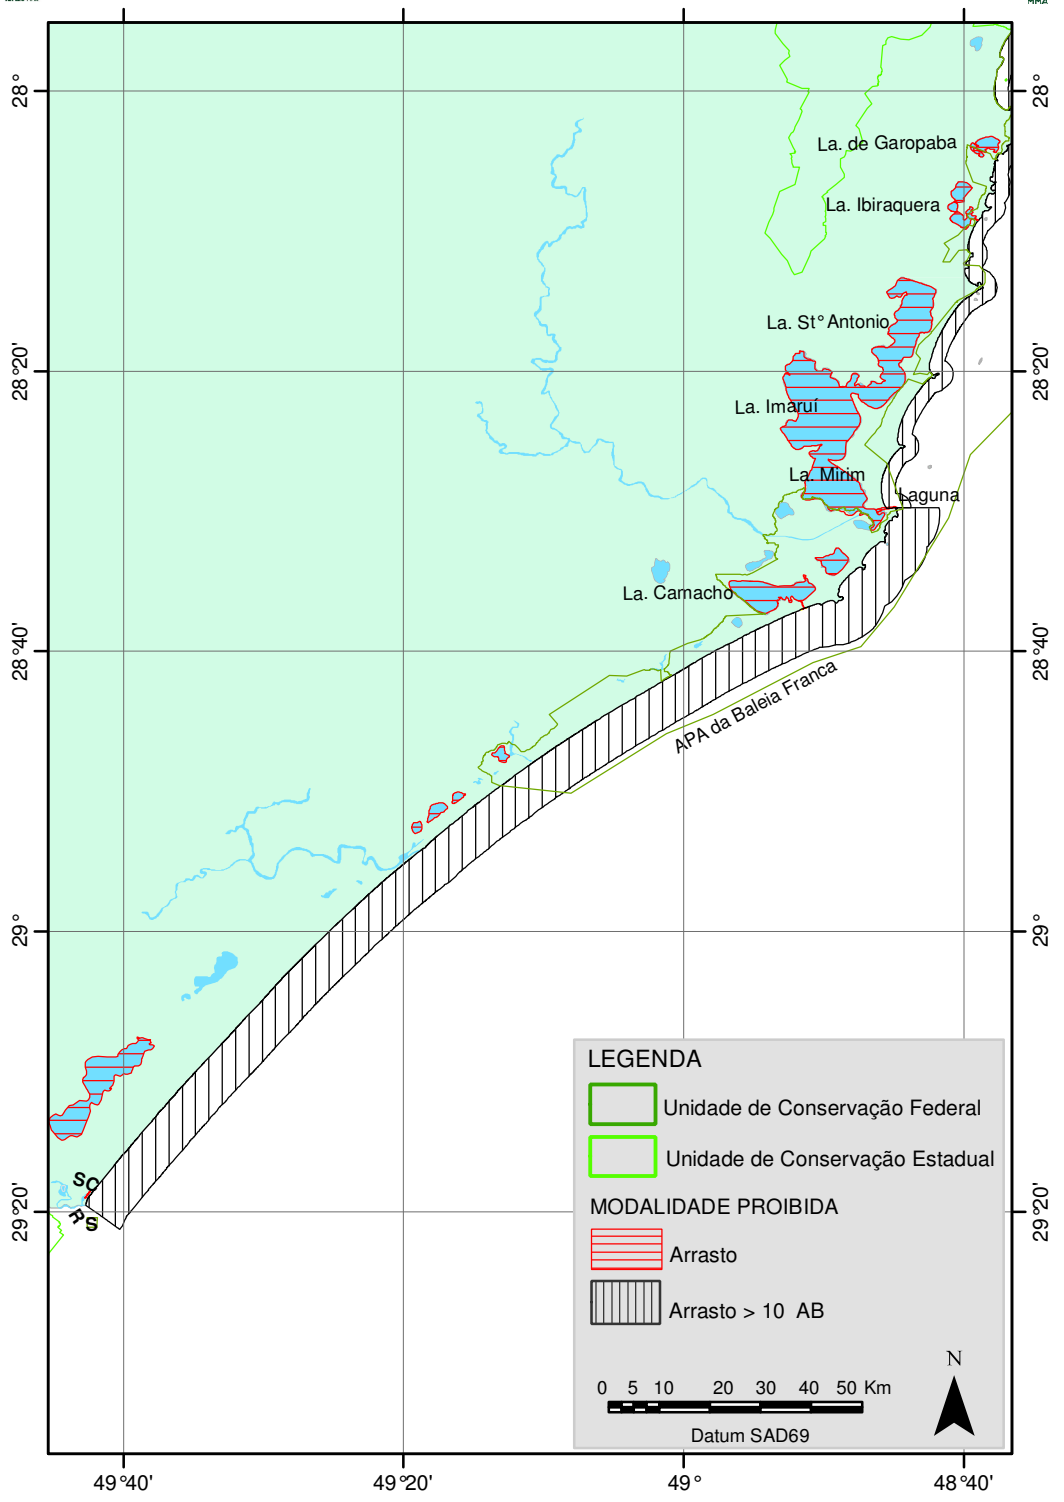 MMA
28°
28°
La. de Garopaba
La. Ibiraquera
La. St° Antonio
28°20'
28°20'
La. Imaruí
La. Mirim
Laguna
La. Camacho
28°40'
28°40'
APA da Baleia Franca
29°
29°
LEGENDA
Unidade de Conservação Federal
Unidade de Conservação Estadual
SC
RS
29°20'
29°20'
MODALIDADE PROIBIDA
Arrasto
Arrasto > 10 AB
N
0 5 10 20 30 40 50 Km
Datum SAD69
49°40'
49°20'
49°
48°40'